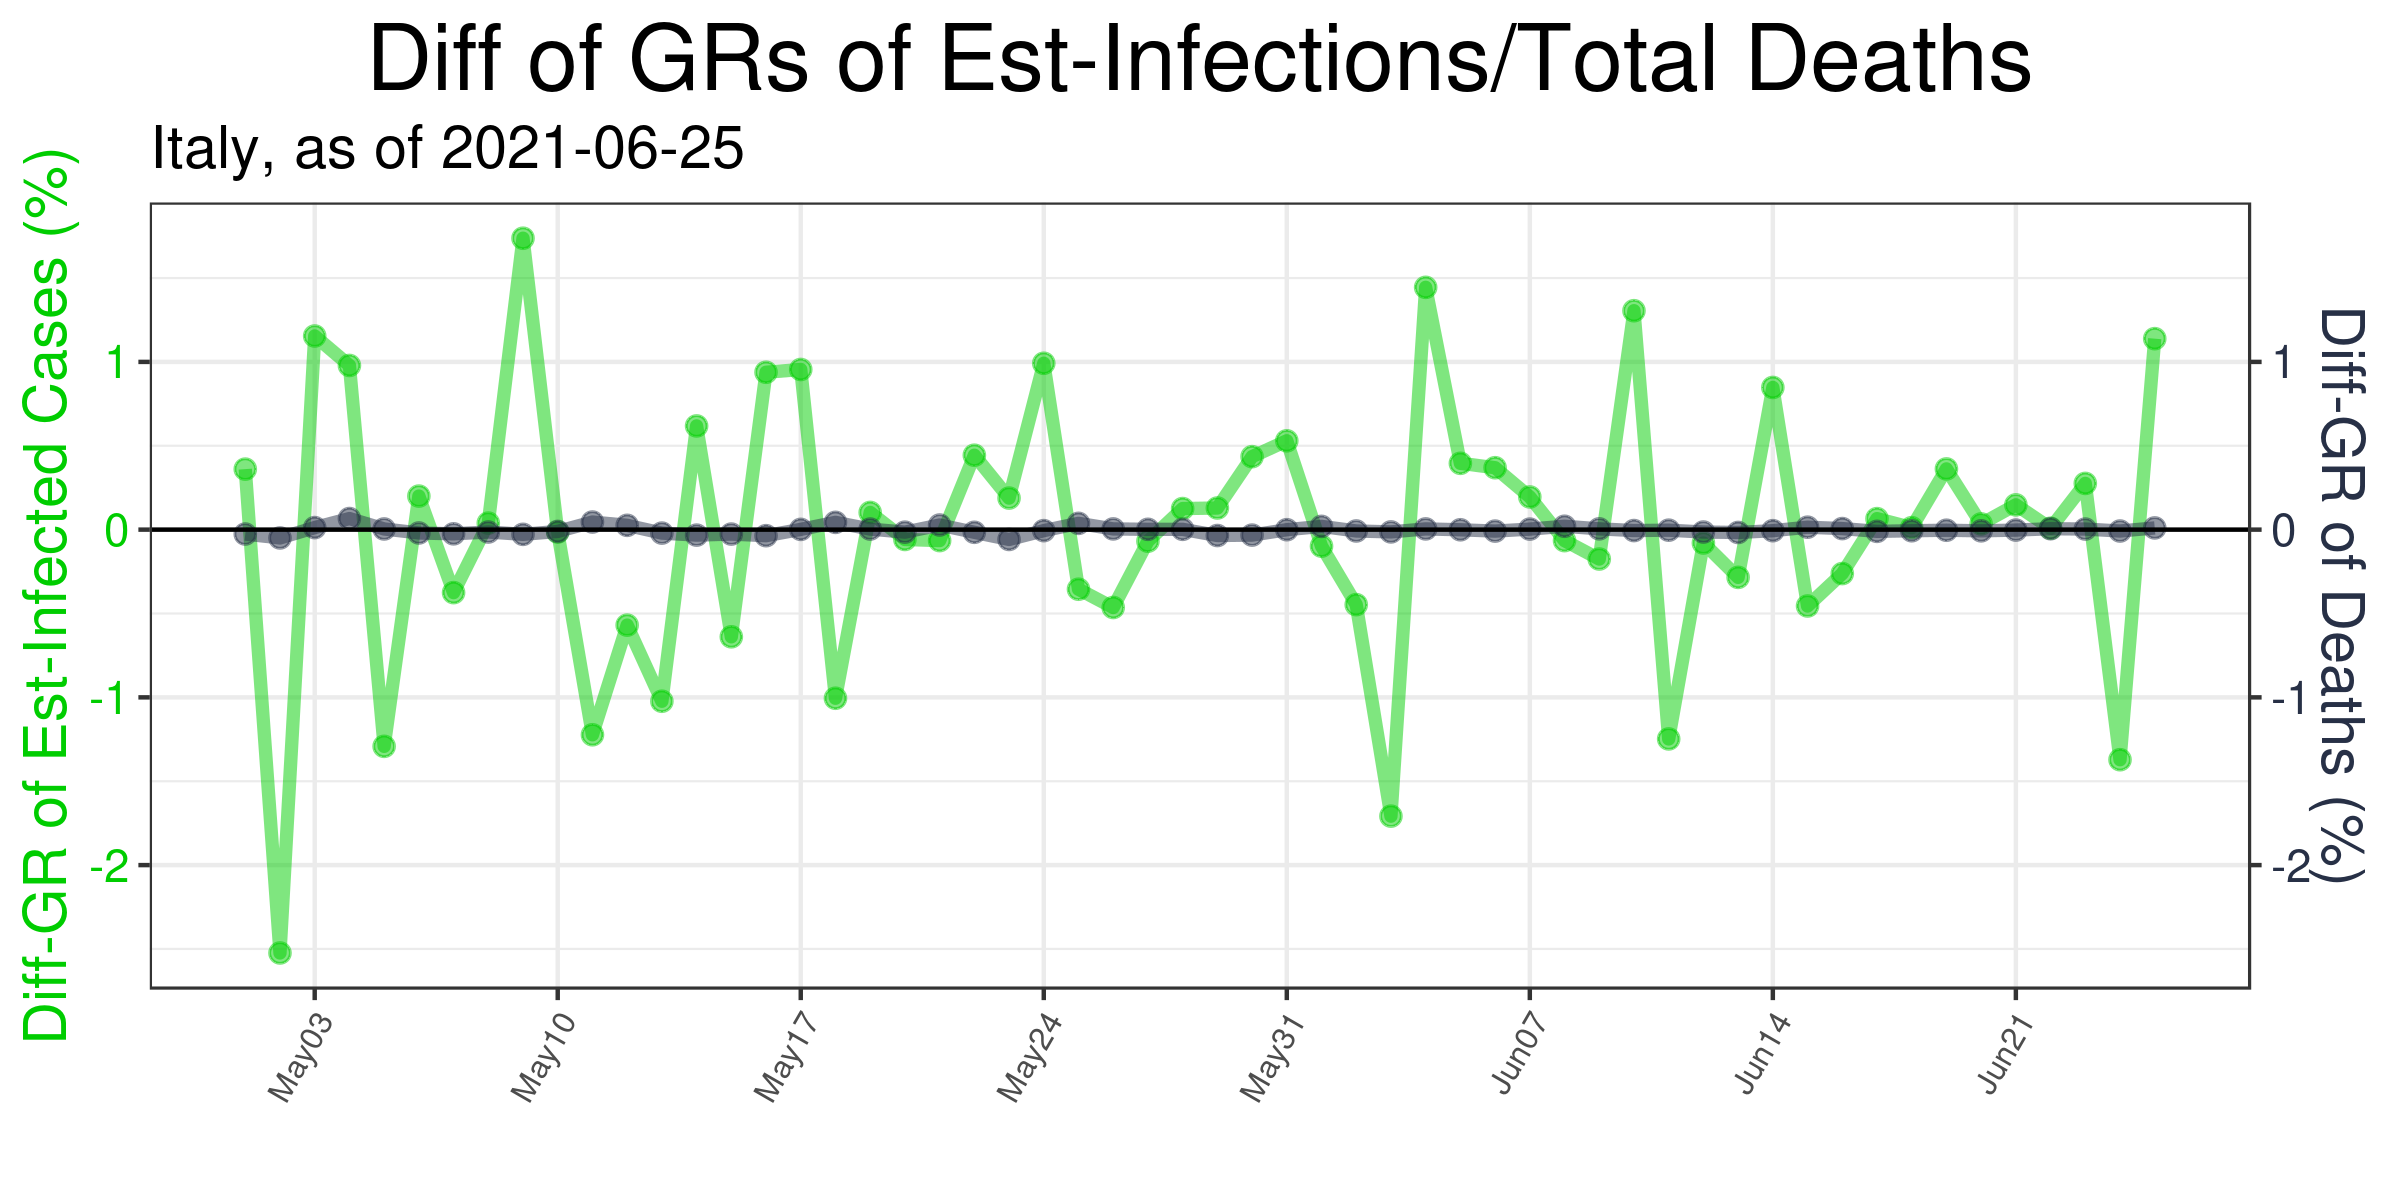 Diff of GRs of Est-Infections/Total Deaths
Italy, as of 2021-06-25
Diff-GR of Est-Infected Cases (%)
1
0
-1
-2
1
0
-1
-2
Diff-GR of Deaths (%)
May03
May10
May17
May24
May31
Jun07
Jun14
Jun21